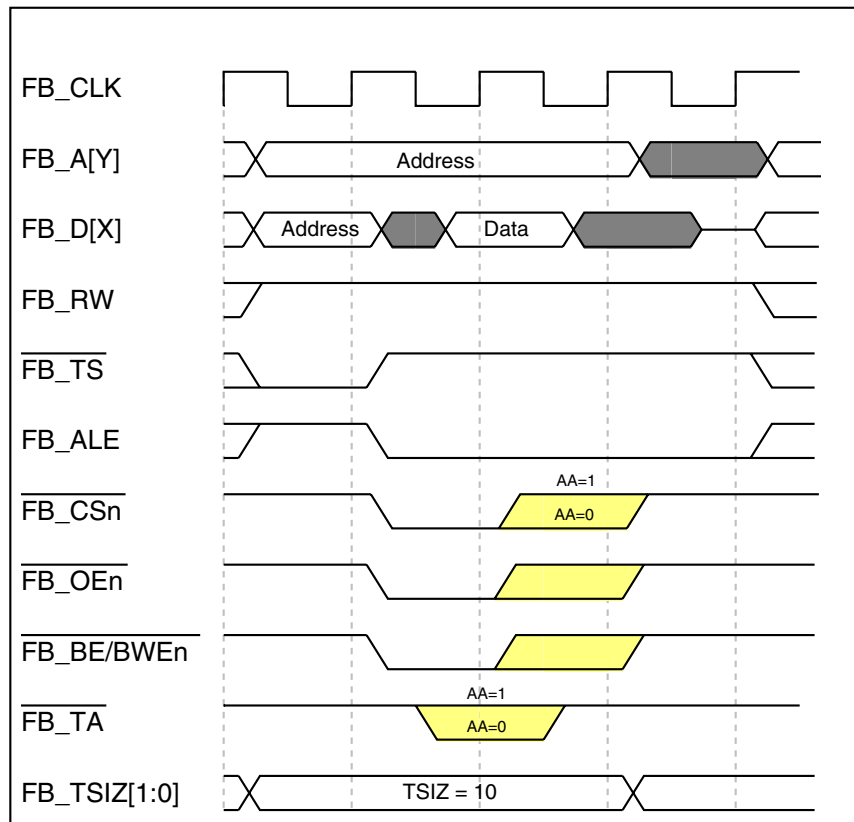 FB_CLK
FB_A[Y]
Address
FB_D[X]
Address
Data
FB_RW
FB_TS
FB_ALE
AA=1
FB_CSn
AA=0
FB_OEn
FB_BE/BWEn
AA=1
FB_TA
AA=0
FB_TSIZ[1:0]
TSIZ = 10